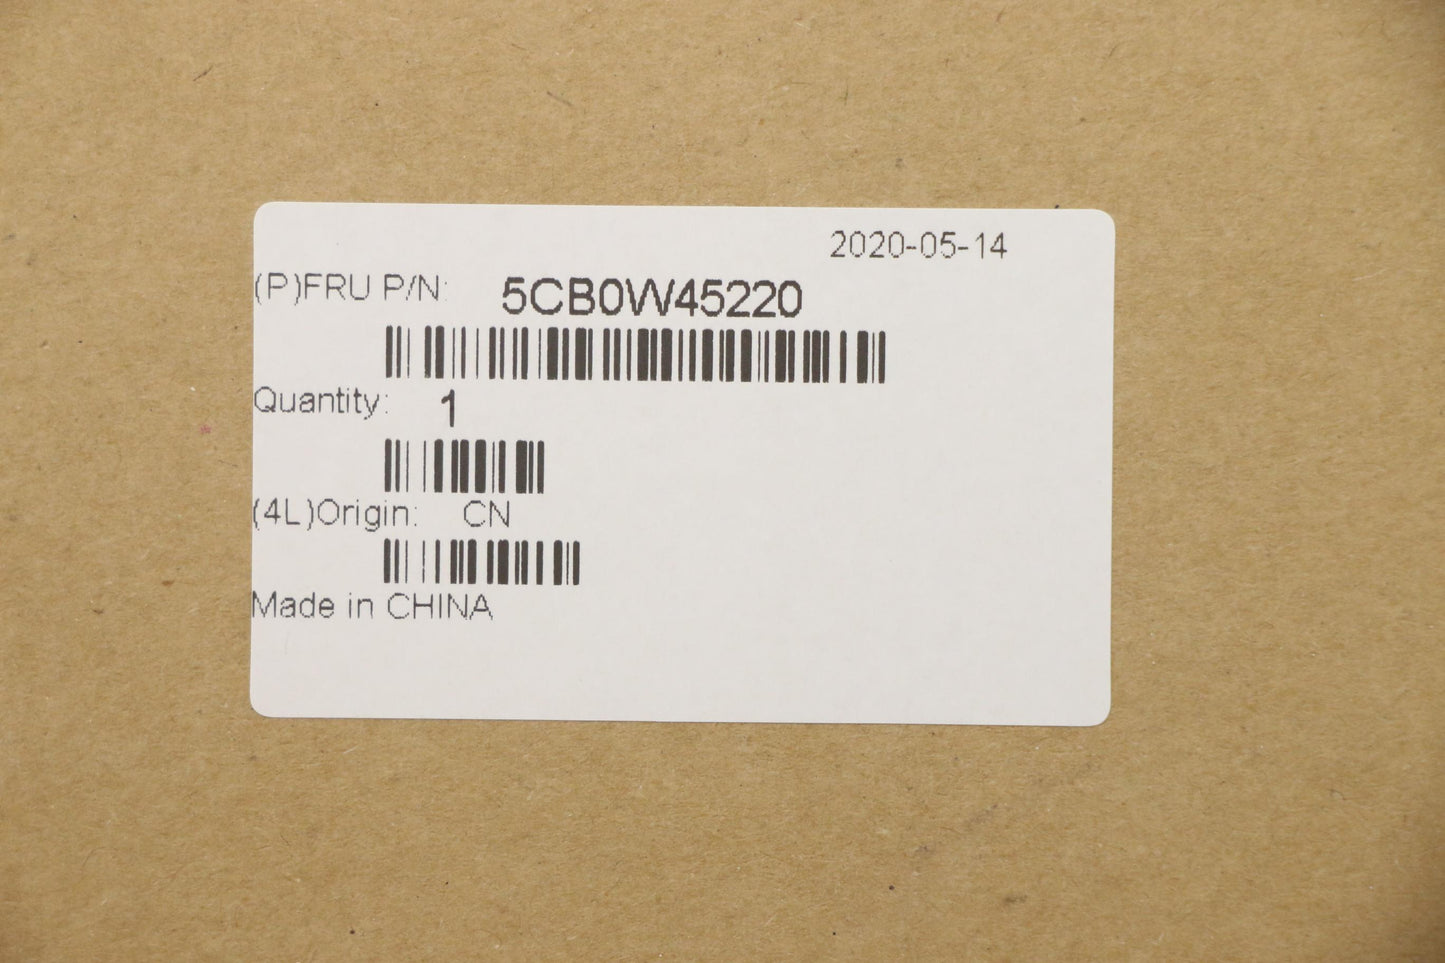 2020-05-14
(P)FRU P/N: 5CB0W45220
Quantity: 1
(4L)Origin: CN
Made in CHINA